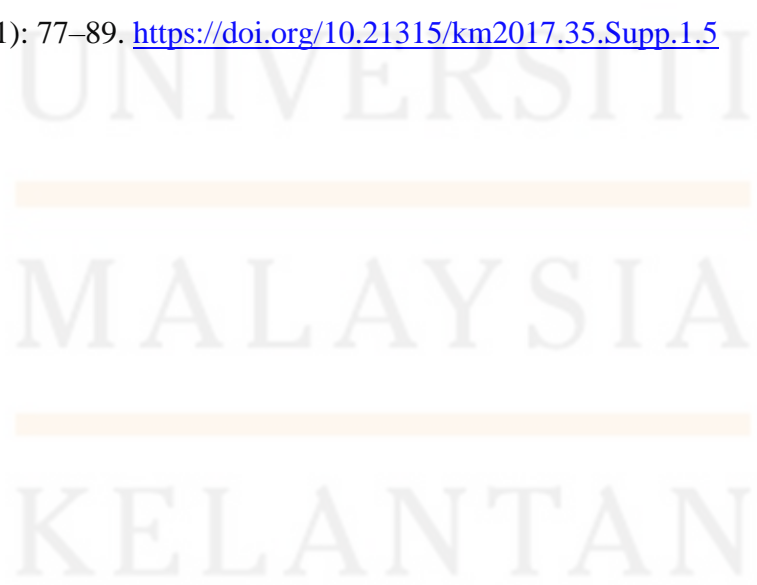 1): 77–89. https://doi.org/10.21315/km2017.35.Supp.1.5
UNIVERSITI
MALAYSIA
KELANTAN